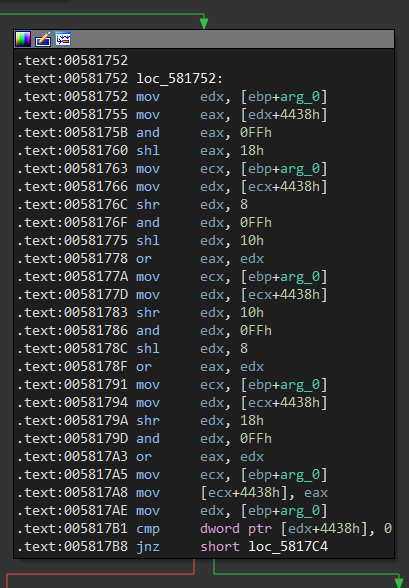 .text:00581752
.text:00581752 loc_581752:
.text:00581752 mov edx, [ebp+arg_0]
.text:00581755 mov eax, [edx+4438h]
.text:0058175B and eax, 0FFh
.text:00581760 shl eax, 18h
.text:00581763 mov ecx, [ebp+arg_0]
.text:00581766 mov edx, [ecx+4438h]
.text:0058176C shr edx, 8
.text:0058176F and edx, 0FFh
.text:00581775 shl edx, 10h
.text:00581778 or eax, edx
.text:0058177A mov ecx, [ebp+arg_0]
.text:0058177D mov edx, [ecx+4438h]
.text:00581783 shr edx, 10h
.text:00581786 and edx, 0FFh
.text:0058178C shl edx, 8
.text:0058178F or eax, edx
.text:00581791 mov ecx, [ebp+arg_0]
.text:00581794 mov edx, [ecx+4438h]
.text:0058179A shr edx, 18h
.text:0058179D and edx, 0FFh
.text:005817A3 or eax, edx
.text:005817A5 mov ecx, [ebp+arg_0]
.text:005817A8 mov [ecx+4438h], eax
.text:005817AE mov edx, [ebp+arg_0]
.text:005817B1 cmp dword ptr [edx+4438h], 0
.text:005817B8 jnz short loc_5817C4